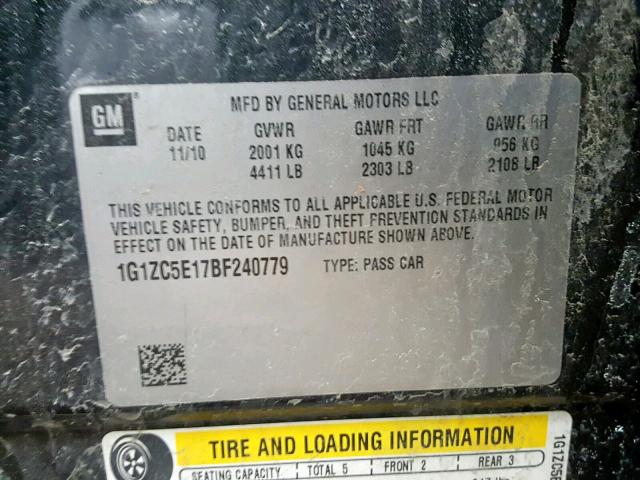 GM
MFD BY GENERAL MOTORS LLC
DATE GVWR GAWR FRT GAWR RR
11/10 2001 KG 1045 KG 956 KG
4411 LB 2303 LB 2108 LB
THIS VEHICLE CONFORMS TO ALL APPLICABLE U.S. FEDERAL MOTOR
VEHICLE SAFETY, BUMPER, AND THEFT PREVENTION STANDARDS IN
EFFECT ON THE DATE OF MANUFACTURE SHOWN ABOVE.
1G1ZC5E17BF240779 TYPE: PASS CAR
TIRE AND LOADING INFORMATION
SEATING CAPACITY TOTAL 5 FRONT 2 REAR 3
1G1ZC5E